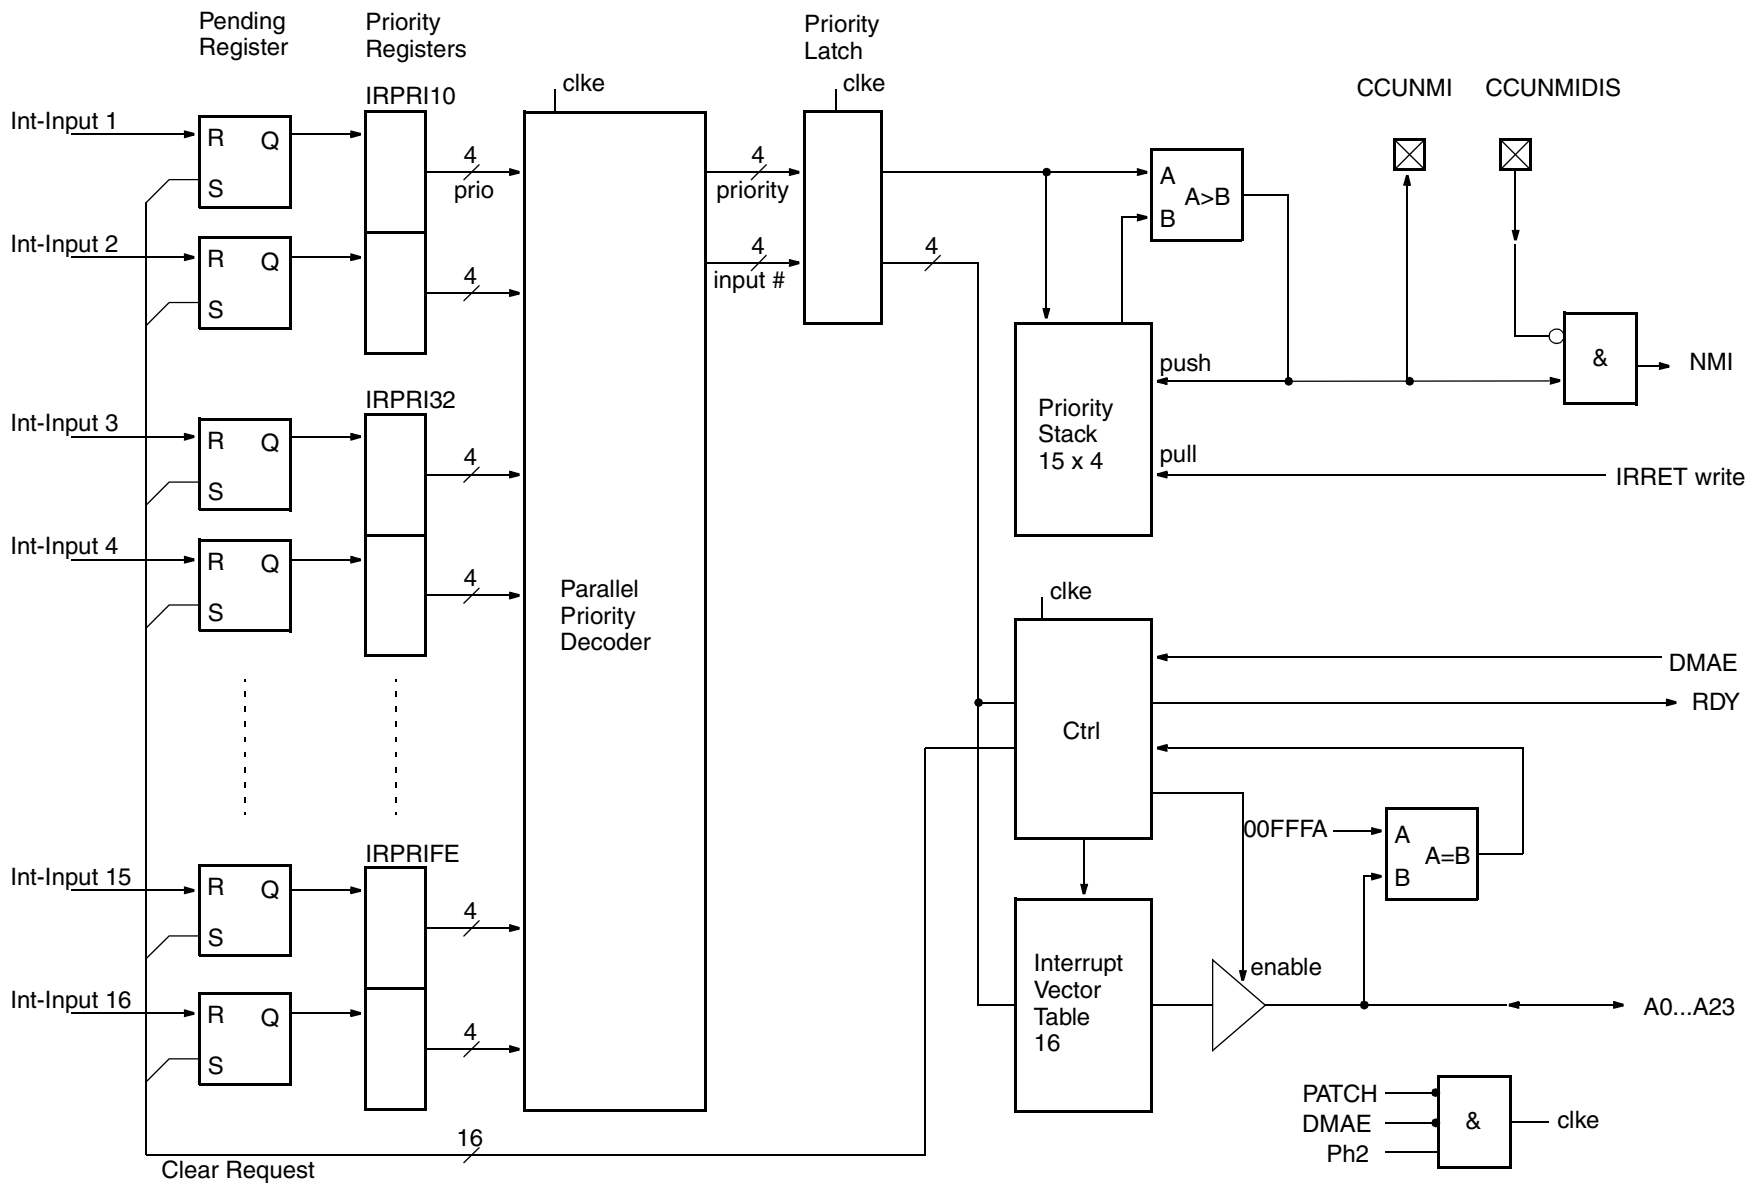 Pending
Register
Priority
Registers
Priority
Latch
clke
clke
CCUNMI
CCUNMIDIS
IRPRI10
Int-Input 1
R
Q
S
4
prio
4
priority
A
A>B
B
Int-Input 2
R
Q
S
4
4
input #
4
push
&
NMI
IRPRI32
Int-Input 3
R
Q
S
4
Priority
Stack
15 x 4
pull
IRRET write
Int-Input 4
R
Q
S
4
Parallel
Priority
Decoder
clke
DMAE
RDY
Ctrl
00FFFA
A
A=B
B
IRPRIFE
Int-Input 15
R
Q
S
4
Interrupt
Vector
Table
16
enable
A0...A23
Int-Input 16
R
Q
S
4
PATCH
DMAE
Ph2
&
clke
16
Clear Request